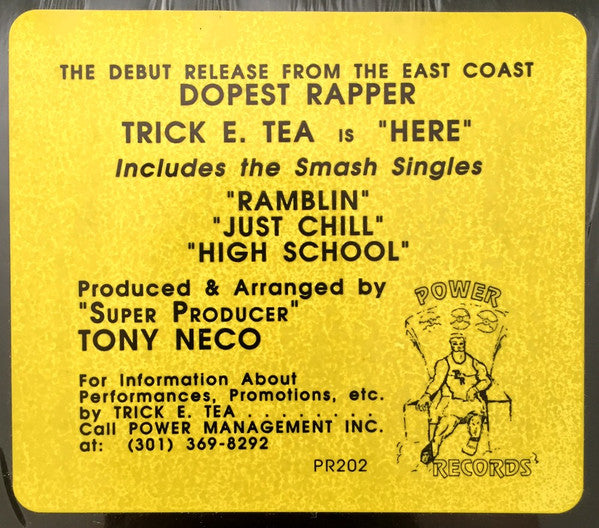 THE DEBUT RELEASE FROM THE EAST COAST
DOPEST RAPPER
TRICK E. TEA IS "HERE"
Includes the Smash Singles
"RAMBLIN"
"JUST CHILL"
"HIGH SCHOOL"
Produced & Arranged by
"SUPER PRODUCER"
TONY NECO
For Information About
Performances, Promotions, etc.
by TRICK E. TEA . . . . . . . .
Call POWER MANAGEMENT INC.
at: (301) 369-8292
PR202
POWER
RECORDS